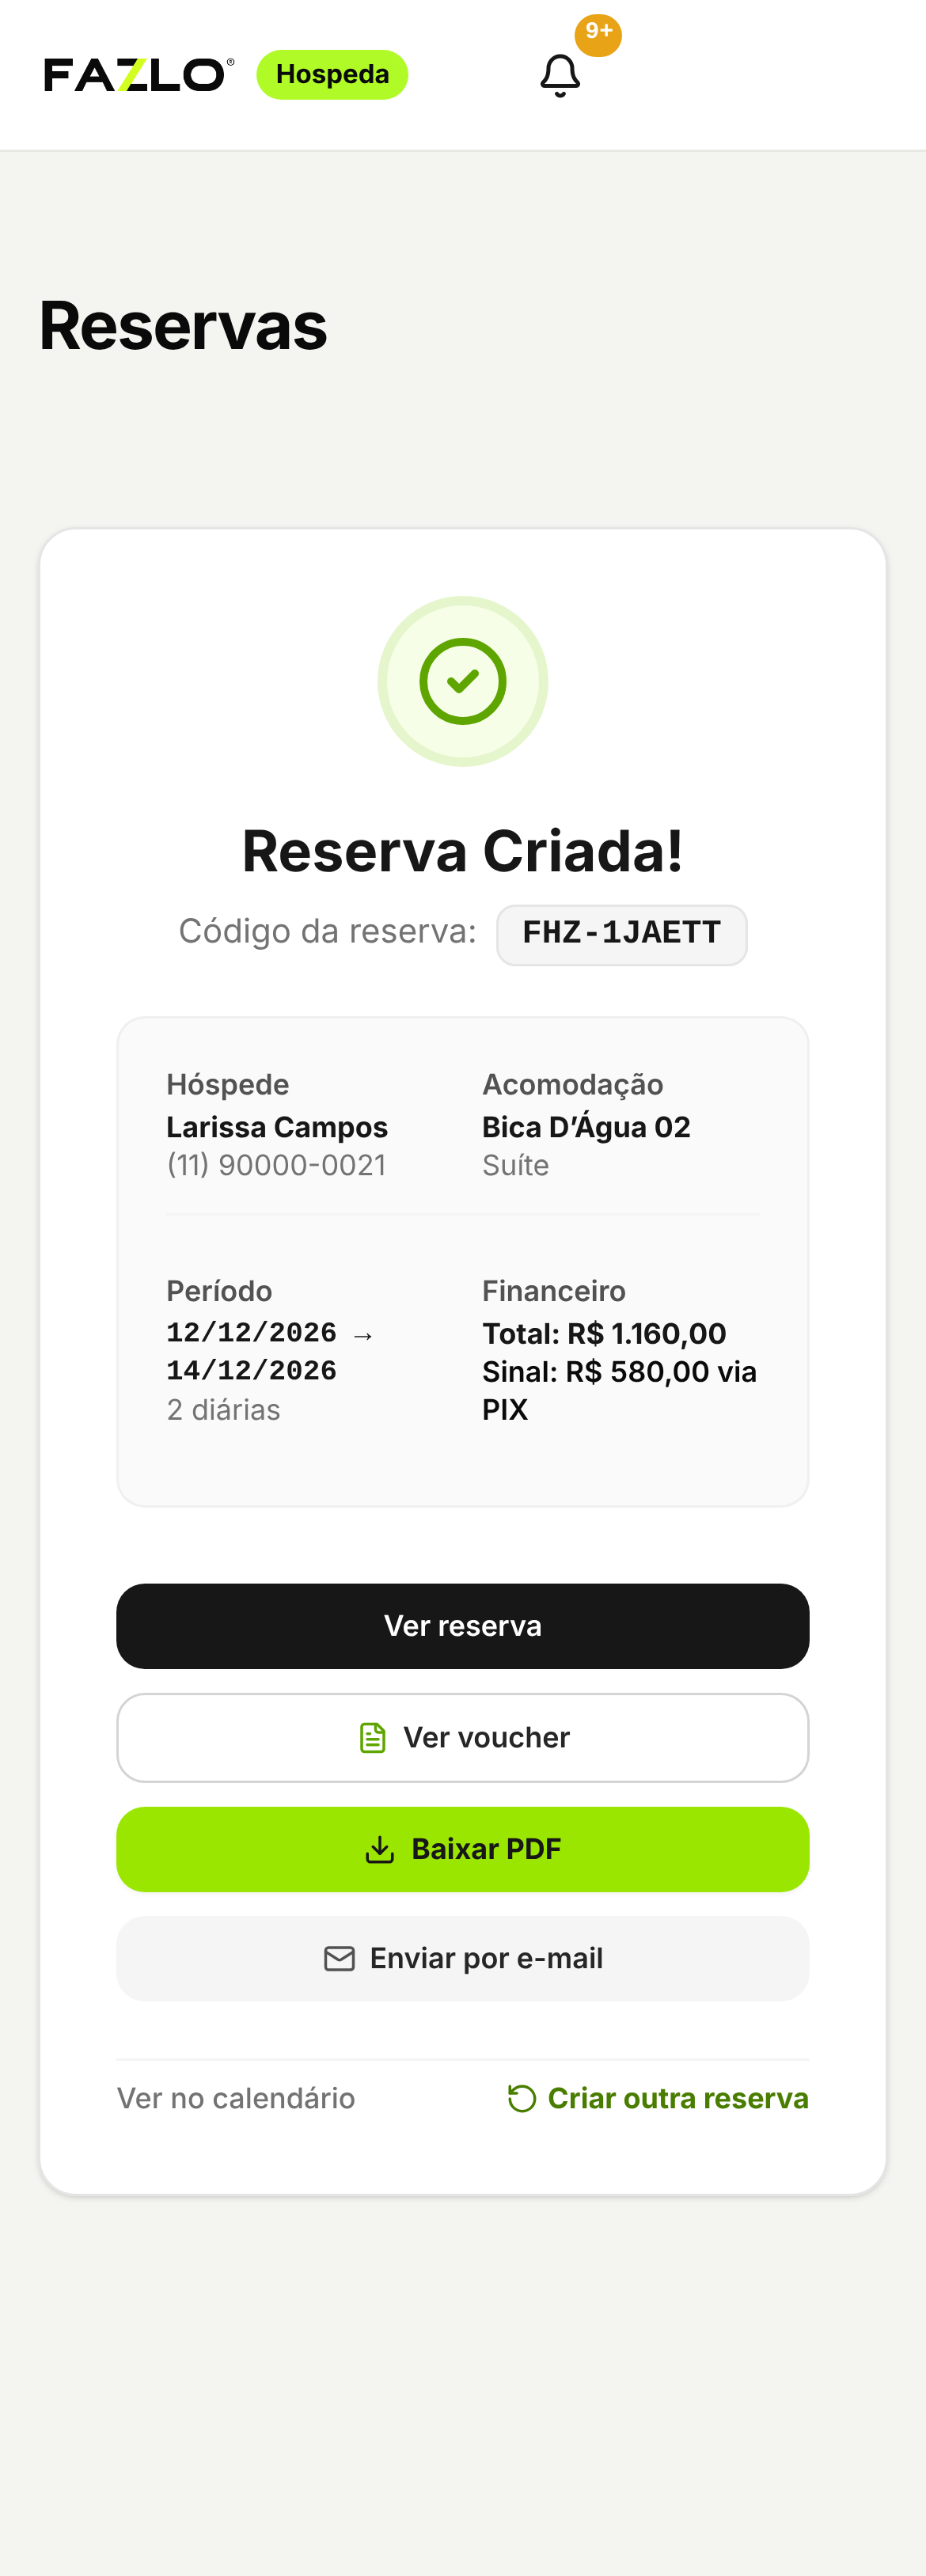 FAZLO® Hospeda 9+
Reservas
Reserva Criada!
Código da reserva: FHZ-1JAETT
Hóspede
Larissa Campos
(11) 90000-0021
Acomodação
Bica D’Água 02
Suíte
Período
12/12/2026 →
14/12/2026
2 diárias
Financeiro
Total: R$ 1.160,00
Sinal: R$ 580,00 via
PIX
Ver reserva
Ver voucher
Baixar PDF
Enviar por e-mail
Ver no calendário
Criar outra reserva